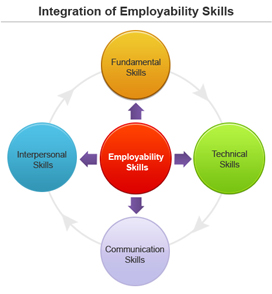 Integration of Employability Skills
Fundamental
Skills
Interpersonal
Skills
Employability
Skills
Technical
Skills
Communication
Skills